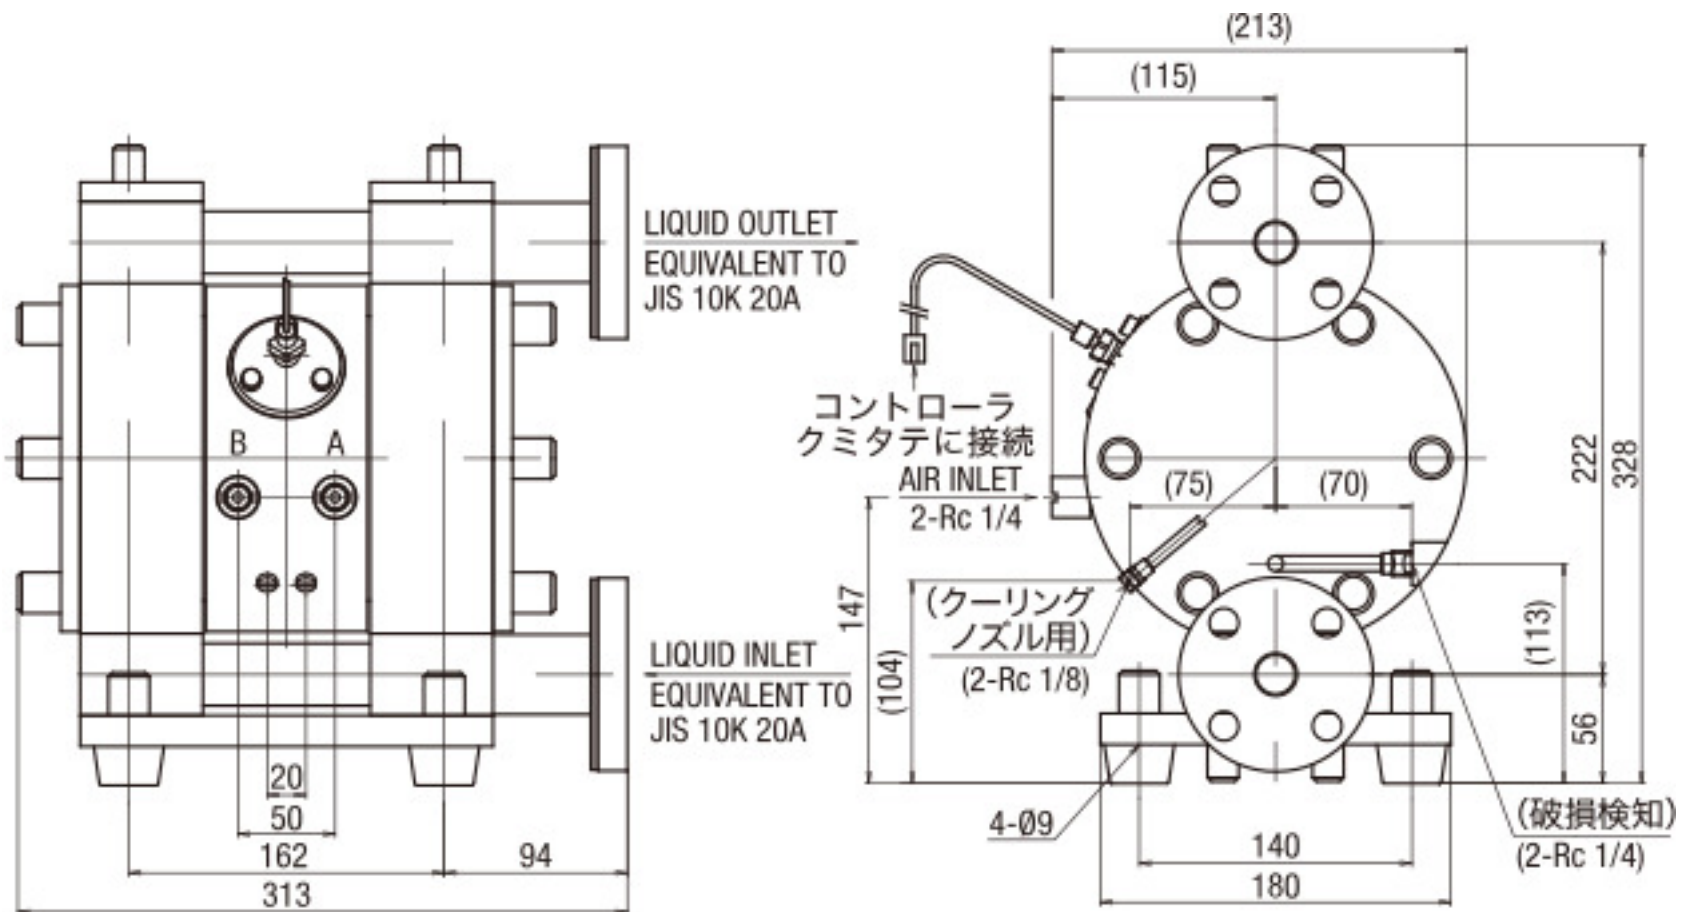 (213)
(115)
LIQUID OUTLET
EQUIVALENT TO
JIS 10K 20A
コントローラ
クミタテに接続
AIR INLET
2-Rc 1/4
B
A
(75)
(70)
222
328
147
(104)
(クーリング
ノズル用)
(2-Rc 1/8)
(113)
56
LIQUID INLET
EQUIVALENT TO
JIS 10K 20A
20
50
162
94
313
4-Ø9
140
180
(破損検知)
(2-Rc 1/4)